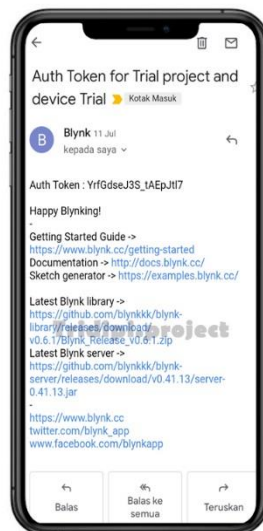 Auth Token for Trial project and
device Trial Kotak Masuk
B
Blynk 11 Jul
kepada saya
Auth Token : YrfGdseJ3S_tAEpJtI7
Happy Blynking!
-
Getting Started Guide ->
https://www.blynk.cc/getting-started
Documentation -> http://docs.blynk.cc/
Sketch generator -> https://examples.blynk.cc/
Latest Blynk library ->
https://github.com/blynkkk/blynk-
library/releases/download/
v0.6.1/Blynk_Release_v0.6.1.zip
Latest Blynk server ->
https://github.com/blynkkk/blynk-
server/releases/download/v0.41.13/server-
0.41.13.jar
-
https://www.blynk.cc
twitter.com/blynk_app
www.facebook.com/blynkapp
Balas
Balas ke
semua
Teruskan